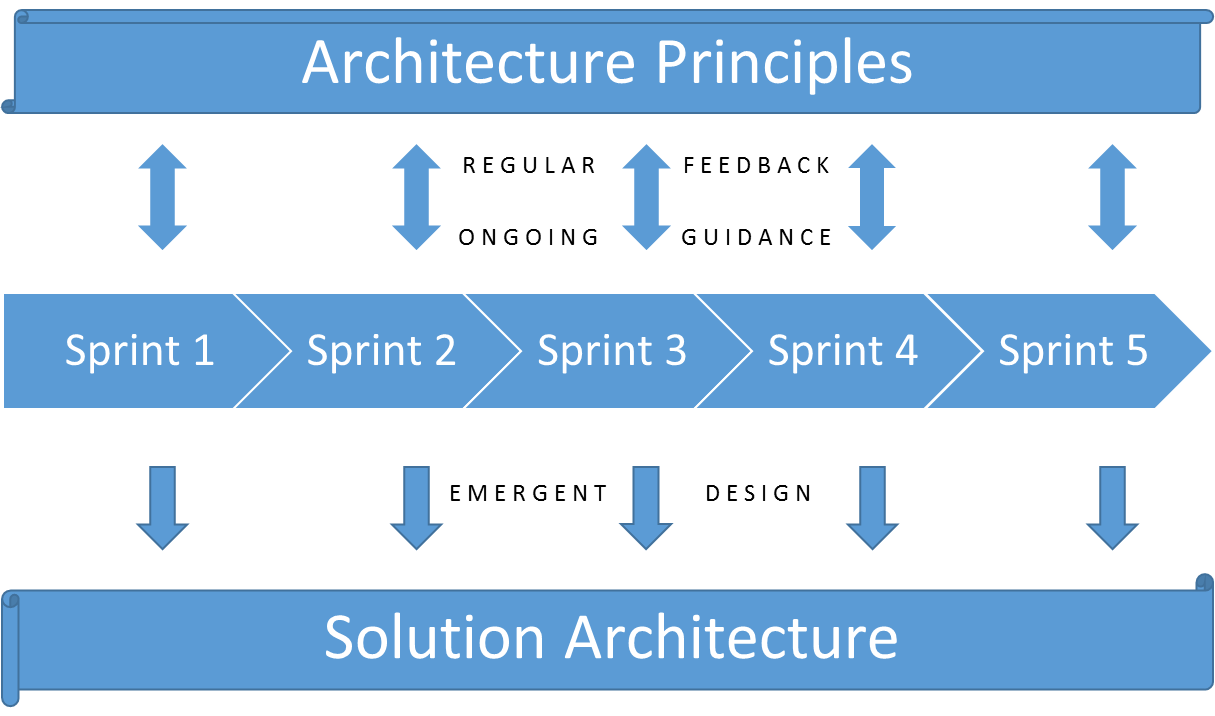 Architecture Principles
REGULAR FEEDBACK
ONGOING GUIDANCE
Sprint 1 Sprint 2 Sprint 3 Sprint 4 Sprint 5
EMERGENT DESIGN
Solution Architecture